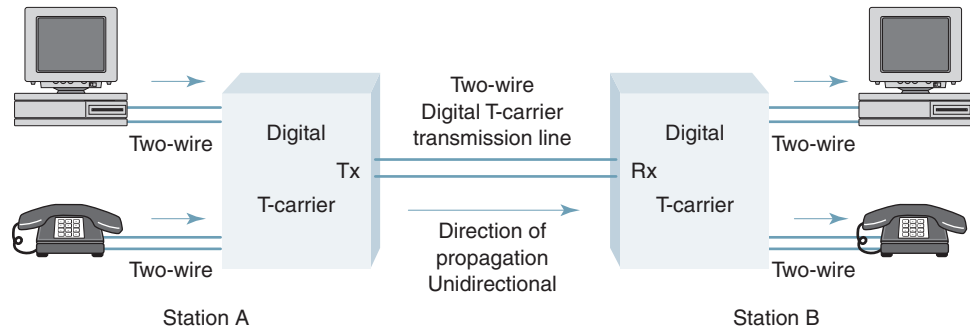 Two-wire
Digital T-carrier
transmission line
Two-wire
Two-wire
Digital
Tx
T-carrier
Digital
Rx
T-carrier
Direction of
propagation
Unidirectional
Two-wire
Two-wire
Station A
Station B